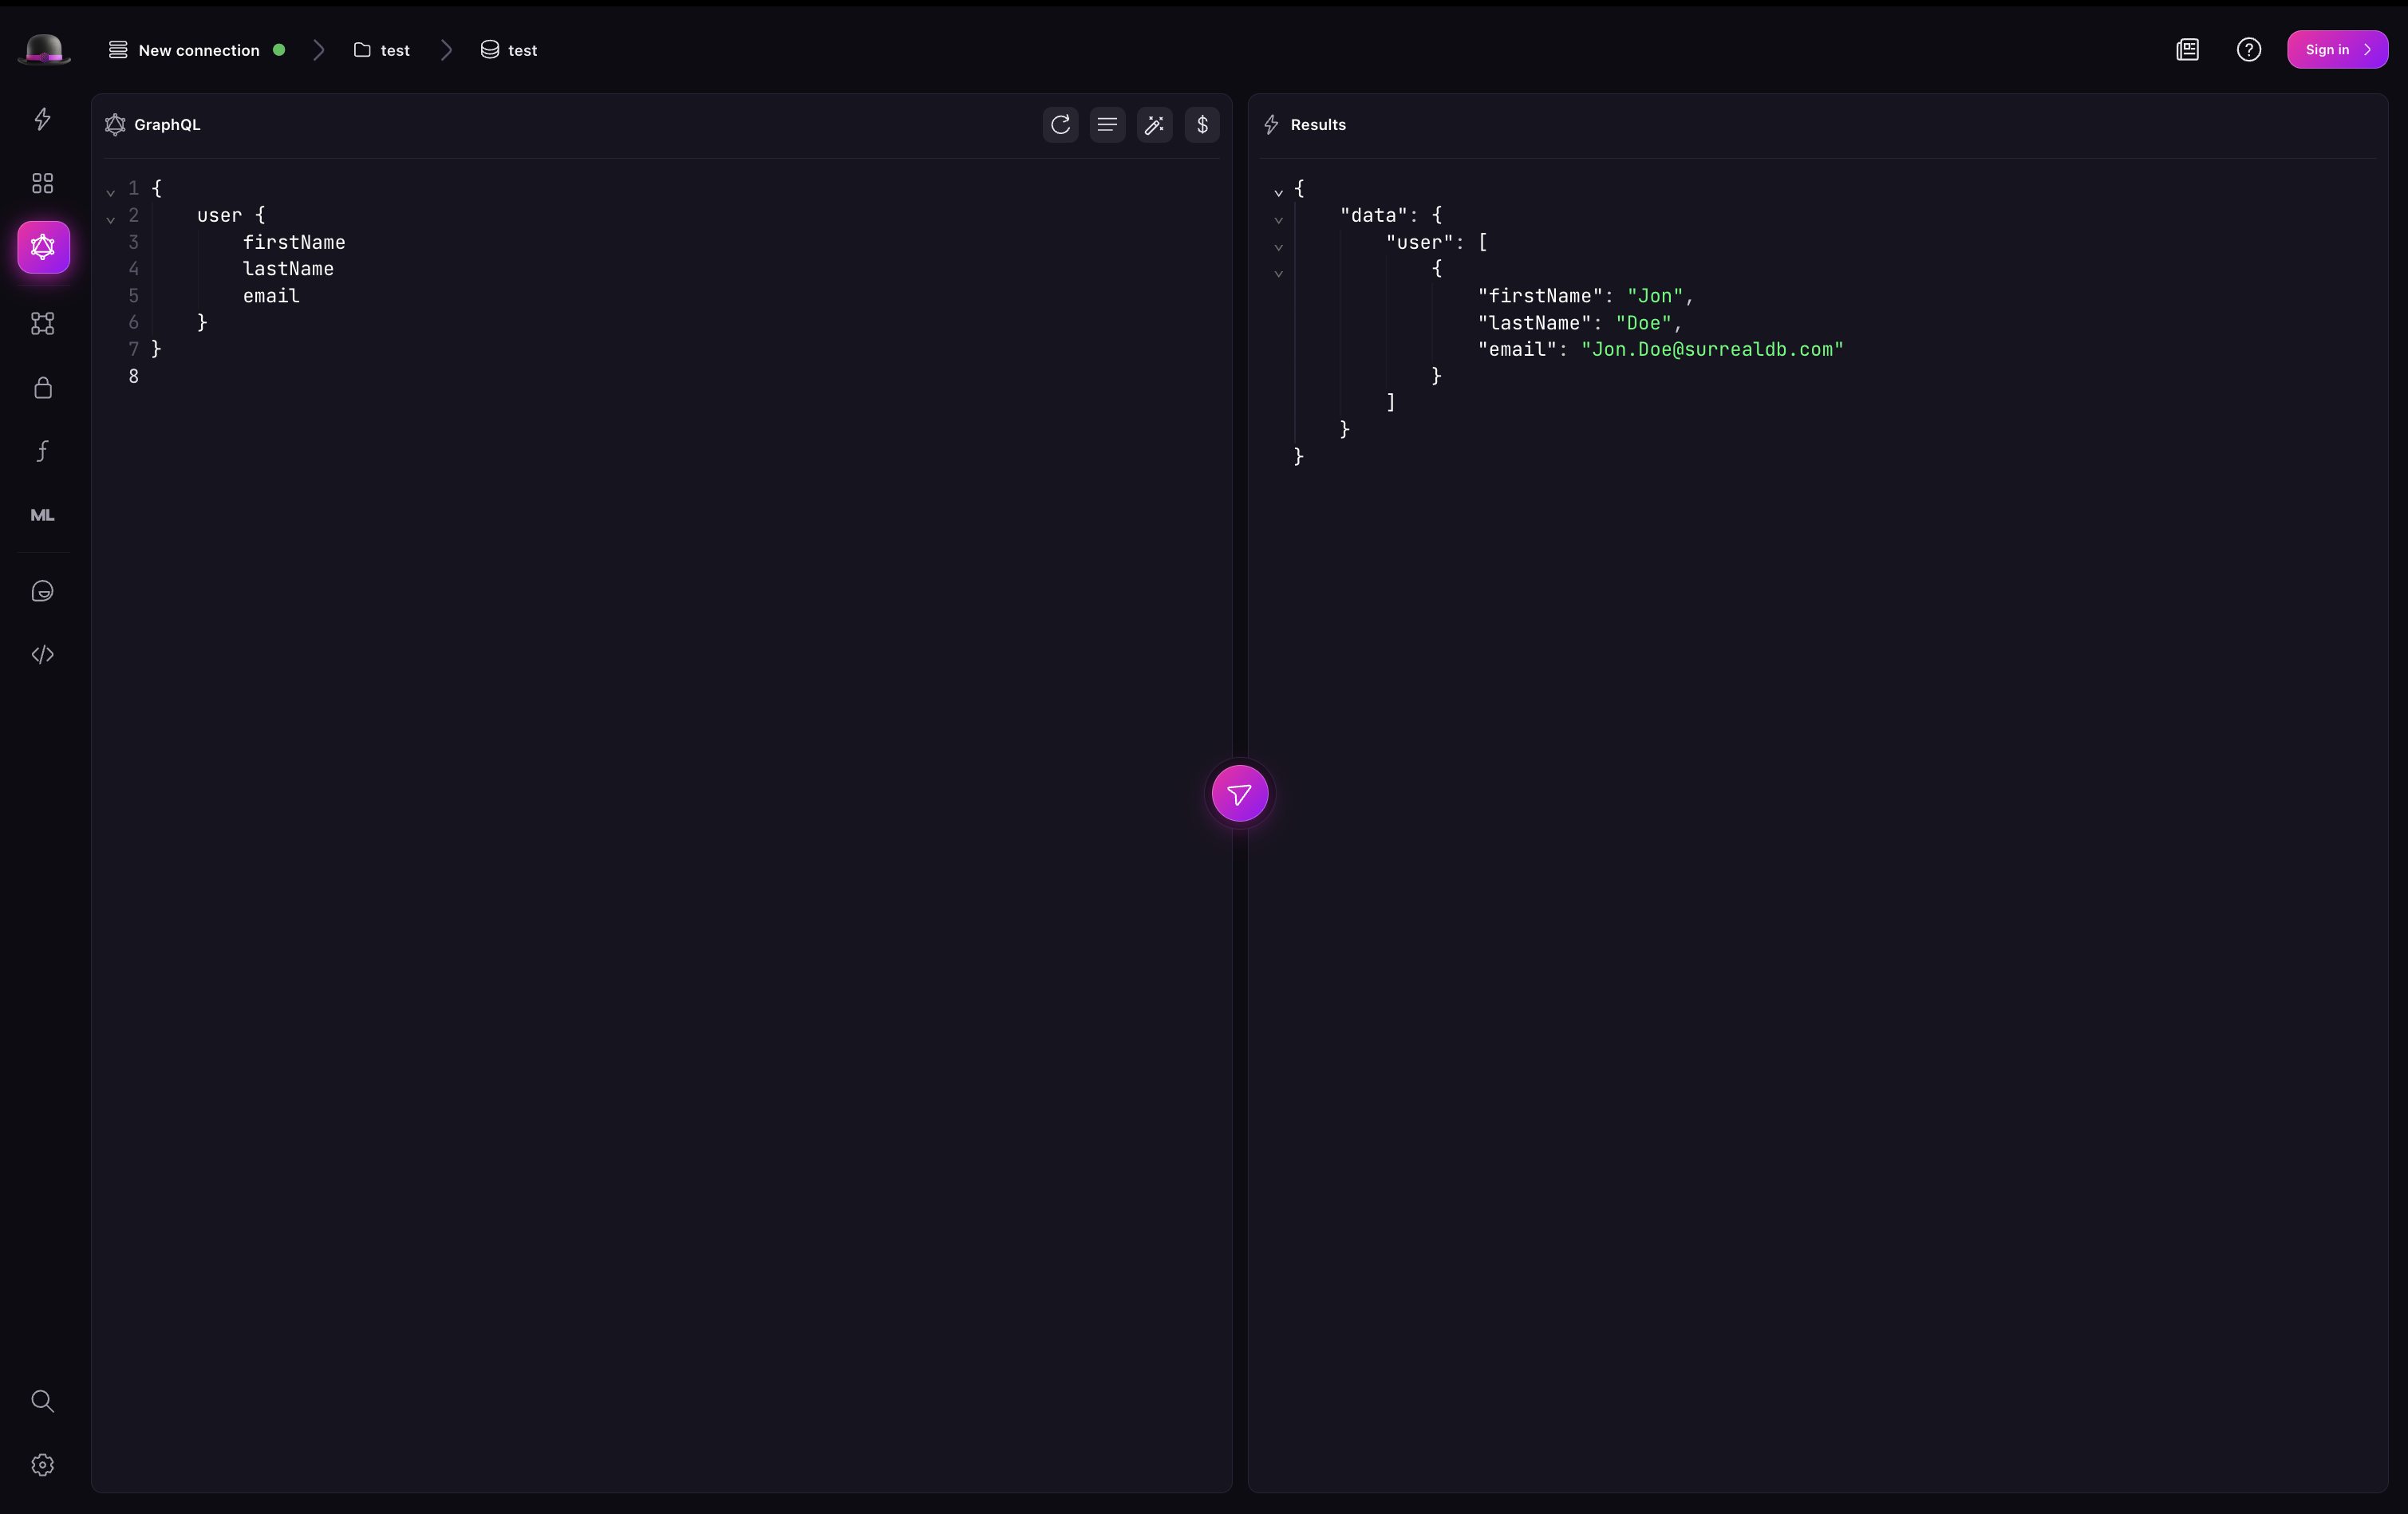 New connection
test
test
Sign in
GraphQL
$
1 {
2     user {
3         firstName
4         lastName
5         email
6     }
7 }
8
ML
Results
{
    "data": {
        "user": [
            {
                "firstName": "Jon",
                "lastName": "Doe",
                "email": "Jon.Doe@surrealdb.com"
            }
        ]
    }
}